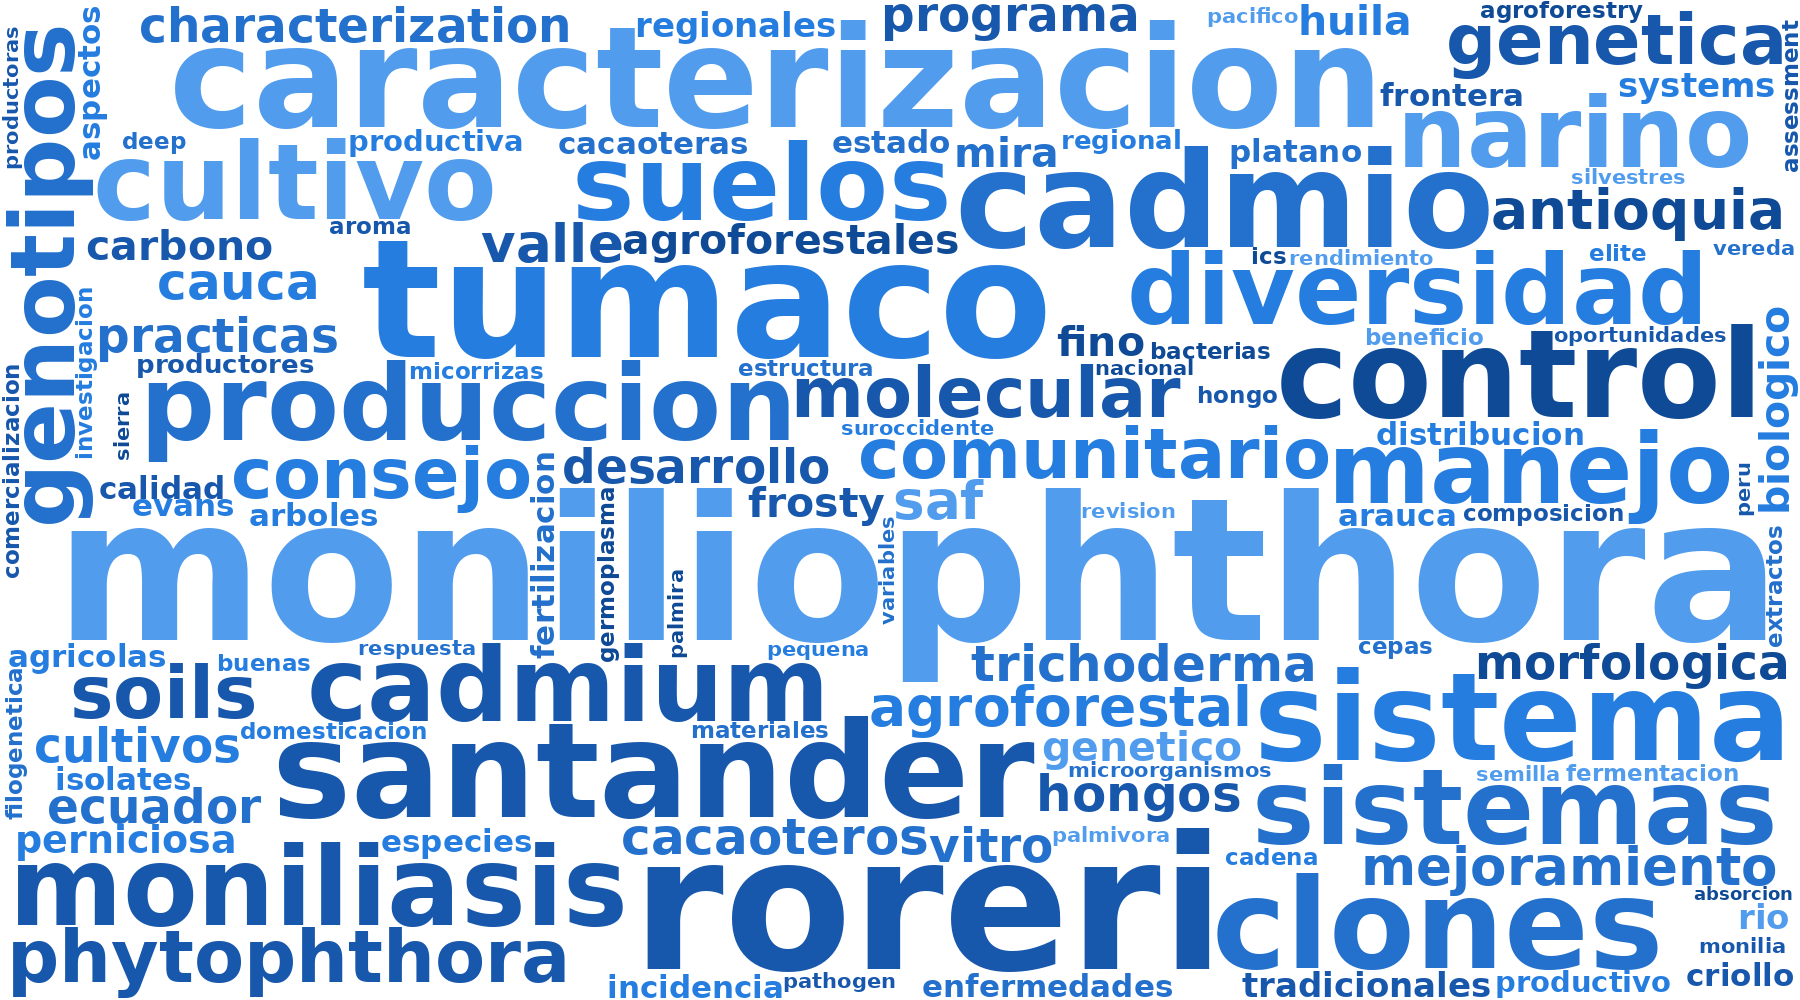 characterization regionales programa pacifico huila agroforestry
productoras genotipos aspectos caracterizacion genetica assessment
frontera systems
deep productiva cacaoteras estado mira regional platano narino
cultivo suelos cadmio silvestres antioquia
aroma carbono valle agroforestales ics rendimiento elite vereda
cauca tumaco diversidad
investigacion practicas fino bacterias beneficio oportunidades biologico
productores micorrizas estructura nacional control
comercializacion sierra produccion molecular hongo
suroccidente distribucion
consejo desarrollo comunitario manejo peru
calidad evans arboles fertilizacion germoplasma frosty saf revision arauca composicion
moniliophthora palmira variables extractos
agricolas buenas respuesta pequena cepas
filogenetica soils cadmium trichoderma morfologica
agroforestal sistema
cultivos domesticacion materiales genetico
isolates santander microorganismos semilla fermentacion
ecuador hongos sistemas
perniciosa especies cacaoteros vitro palmivora cadena mejoramiento
moniliasis roreri clones absorcion
rio
phytophthora monilia
incidencia pathogen enfermedades tradicionales productivo criollo